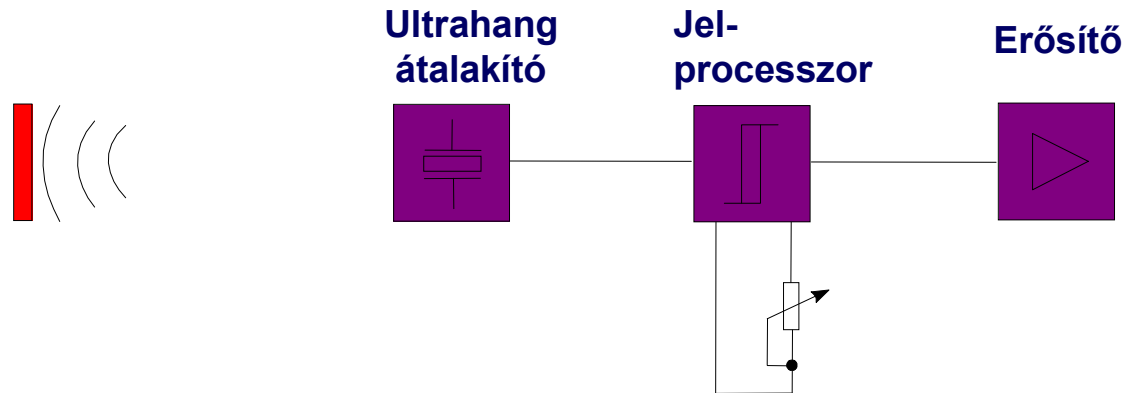 Ultrahang
átalakító
Jel-
processzor
Erősítő